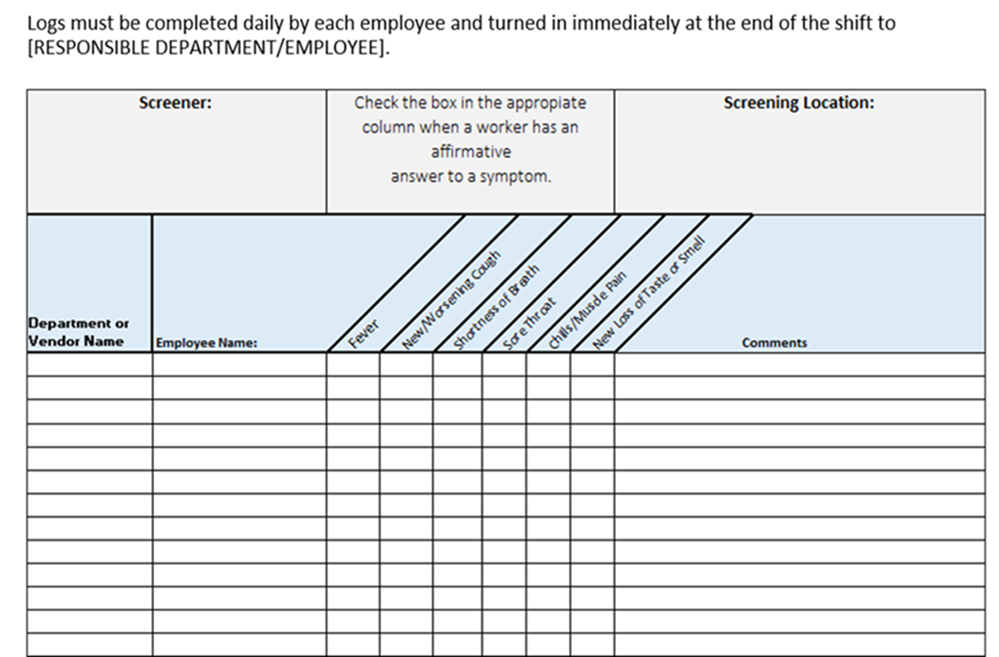 Logs must be completed daily by each employee and turned in immediately at the end of the shift to
[RESPONSIBLE DEPARTMENT/EMPLOYEE].
Screener:
Check the box in the appropiate
column when a worker has an
affirmative
answer to a symptom.
Screening Location:
Department or
Vendor Name
Employee Name:
Fever
New/Worsening Cough
Shortness of Breath
Sore Throat
Chills/Muscle Pain
New Loss of Taste or Smell
Comments